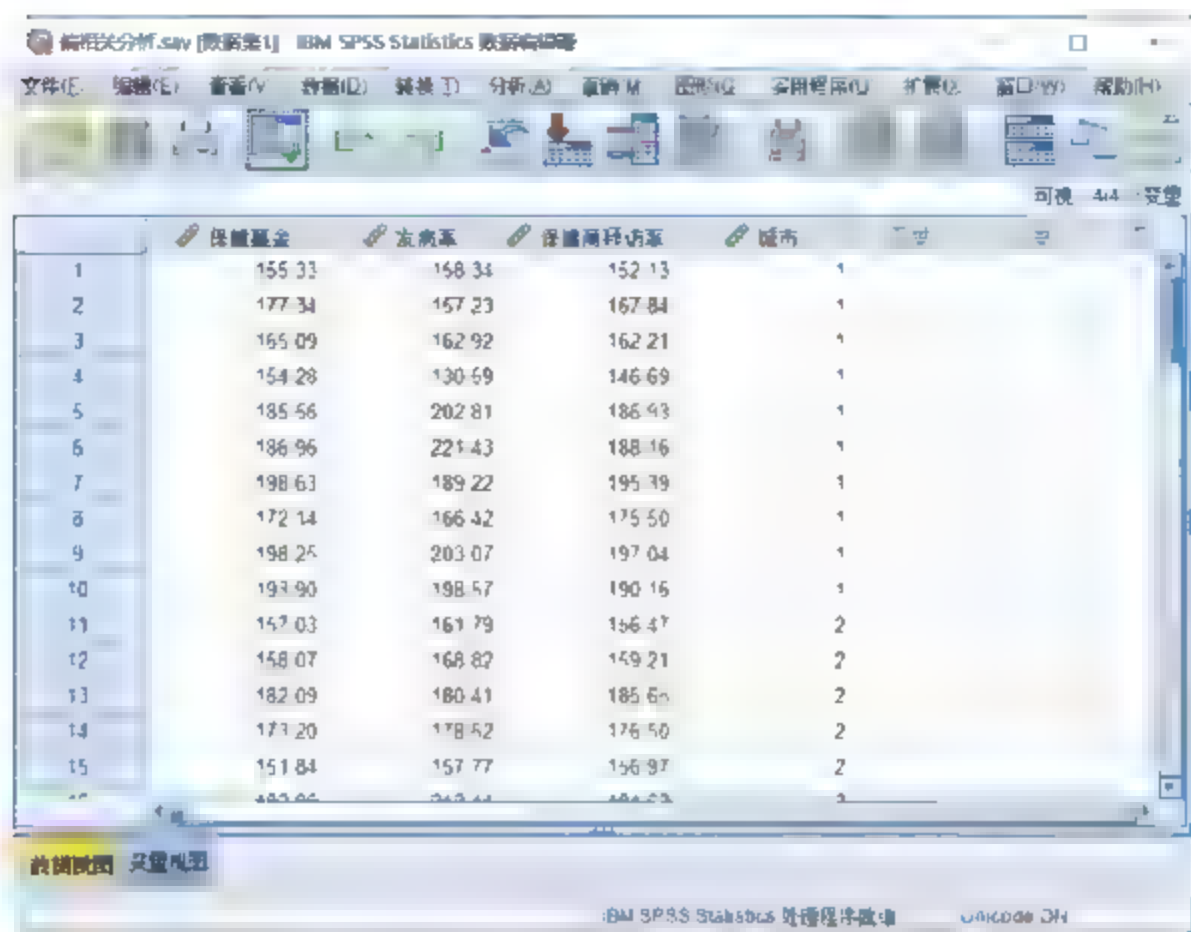 偏相关分析.sav [数据集1] IBM SPSS Statistics 数据编辑器
文件(E) 编辑(E) 查看(V) 数据(D) 转换(T) 分析(A) 直销(M) 图形(G) 实用程序(U) 扩展(X) 窗口(W) 帮助(H)
可视 4/4 变量
保健基金 发病率 保健同拜访率 城市
1 158.34 152.13 1
2 177.34 157.23 167.84 1
3 165.09 162.92 162.21 1
4 154.28 130.69 146.69 1
5 185.56 202.81 186.93 1
6 186.96 221.43 188.16 1
7 198.63 189.22 195.39 1
8 172.14 166.42 175.50 1
9 203.07 197.04 1
10 193.90 198.57 190.16 1
11 157.03 161.79 156.47 2
12 158.07 168.82 159.21 2
13 182.09 180.41 2
14 173.20 178.52 176.50 2
15 151.84 157.77 156.97 2
数据视图 变量视图
IBM SPSS Statistics 处理程序就绪 Unicode:ON